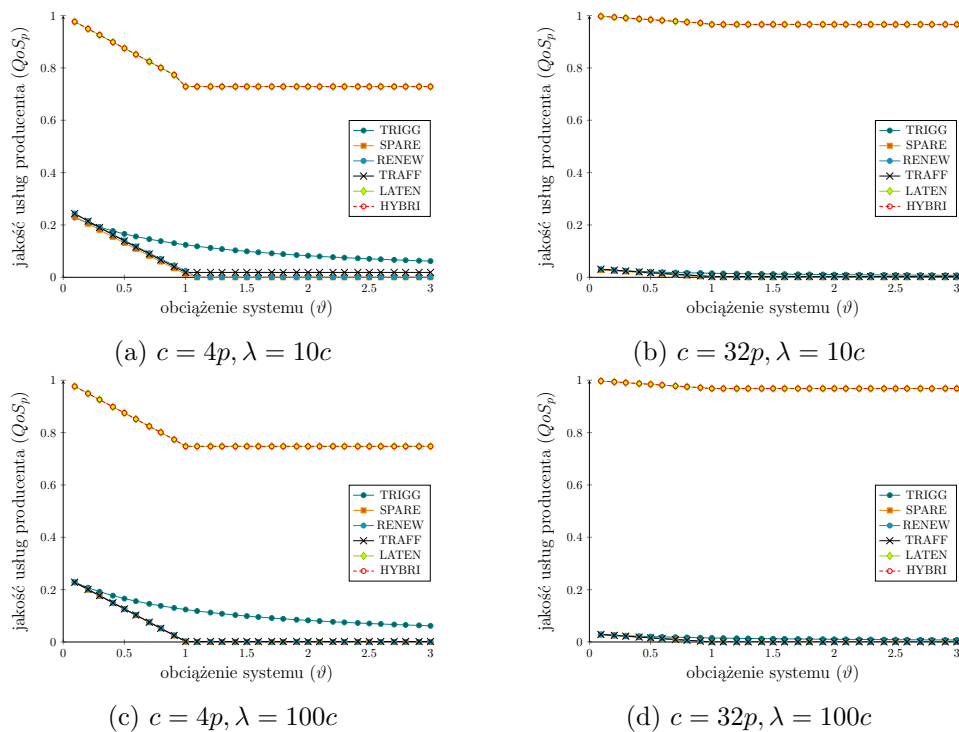 jakość usług producenta (QoS_p)
1
0.8
0.6
0.4
0.2
0
0 0.5 1 1.5 2 2.5 3
TRIGG
SPARE
RENEW
TRAFF
LATEN
HYBRI
obciążenie systemu (ϑ)
(a) c = 4p, λ = 10c
jakość usług producenta (QoS_p)
1
0.8
0.6
0.4
0.2
0
0 0.5 1 1.5 2 2.5 3
TRIGG
SPARE
RENEW
TRAFF
LATEN
HYBRI
obciążenie systemu (ϑ)
(b) c = 32p, λ = 10c
jakość usług producenta (QoS_p)
1
0.8
0.6
0.4
0.2
0
0 0.5 1 1.5 2 2.5 3
TRIGG
SPARE
RENEW
TRAFF
LATEN
HYBRI
obciążenie systemu (ϑ)
(c) c = 4p, λ = 100c
jakość usług producenta (QoS_p)
1
0.8
0.6
0.4
0.2
0
0 0.5 1 1.5 2 2.5 3
TRIGG
SPARE
RENEW
TRAFF
LATEN
HYBRI
obciążenie systemu (ϑ)
(d) c = 32p, λ = 100c